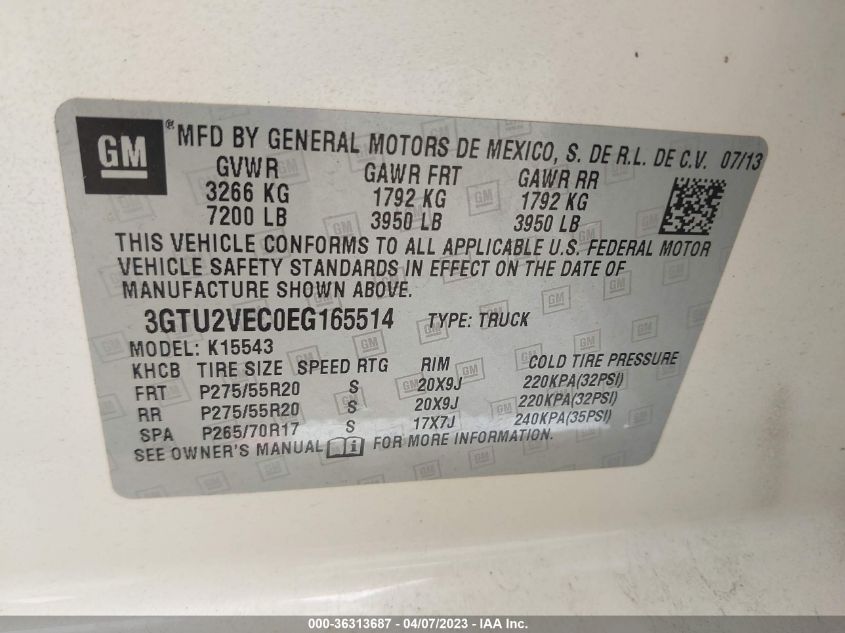 GM ® MFD BY GENERAL MOTORS DE MEXICO, S. DE R.L. DE C.V. 07/13
GVWR GAWR FRT GAWR RR
3266 KG 1792 KG 1792 KG
7200 LB 3950 LB 3950 LB
THIS VEHICLE CONFORMS TO ALL APPLICABLE U.S. FEDERAL MOTOR
VEHICLE SAFETY STANDARDS IN EFFECT ON THE DATE OF
MANUFACTURE SHOWN ABOVE.
3GTU2VEC0EG165514 TYPE: TRUCK
MODEL: K15543
KHCB TIRE SIZE SPEED RTG RIM COLD TIRE PRESSURE
FRT P275/55R20 S 20X9J 220KPA(32PSI)
RR P275/55R20 S 20X9J 220KPA(32PSI)
SPA P265/70R17 S 17X7J 240KPA(35PSI)
SEE OWNER'S MANUAL FOR MORE INFORMATION.
000-36313687 - 04/07/2023 - IAA Inc.